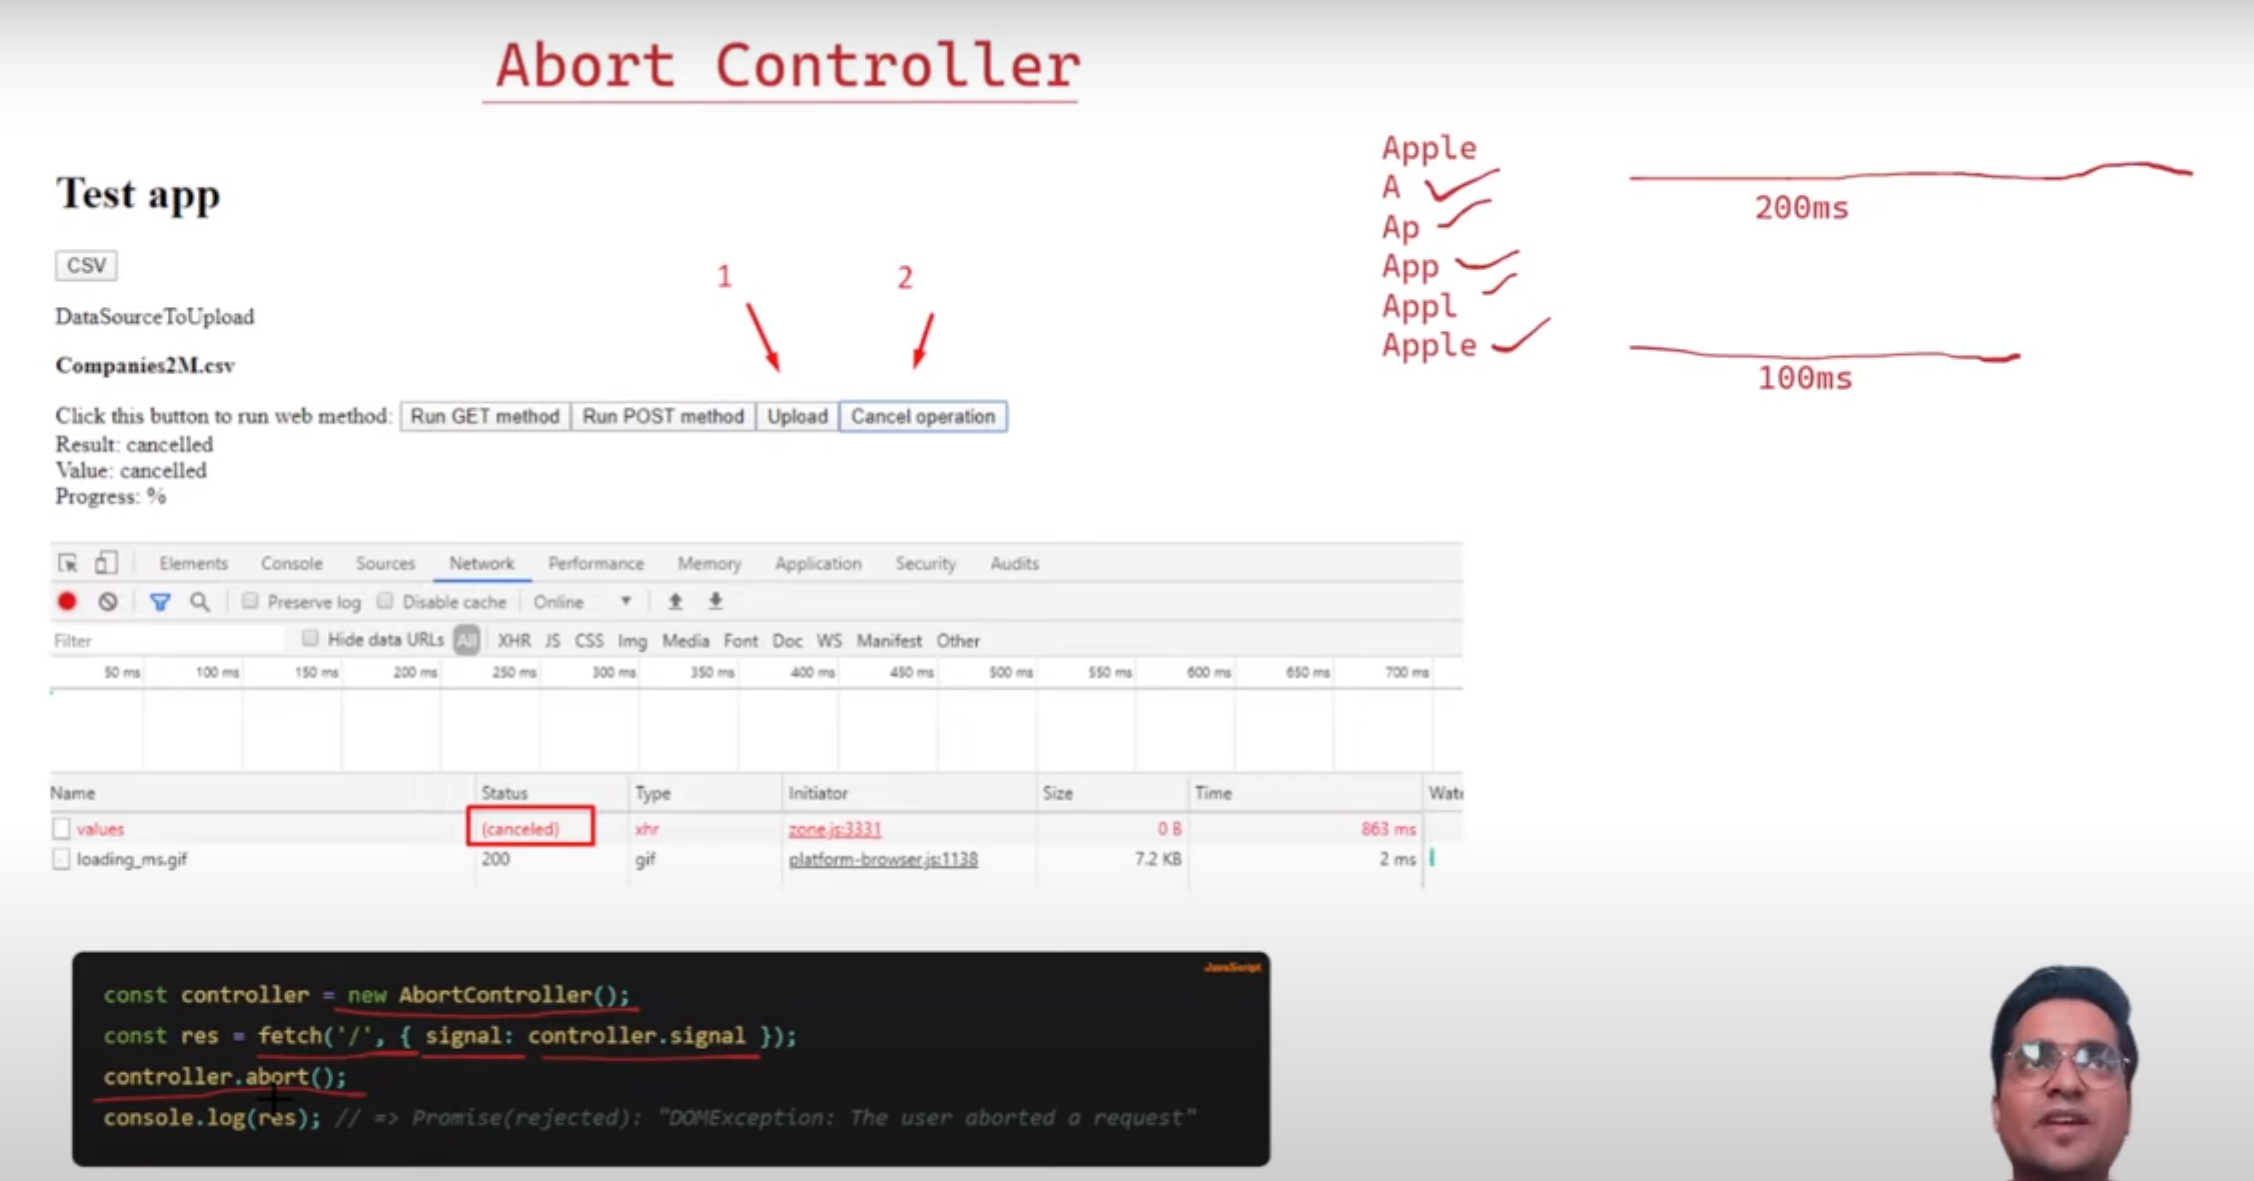 Abort Controller
Test app
CSV
DataSourceToUpload
Companies2M.csv
1
2
Click this button to run web method: Run GET method Run POST method Upload Cancel operation
Result: cancelled
Value: cancelled
Progress: %
Apple
A
Ap
App
Appl
Apple
200ms
100ms
Elements Console Sources Network Performance Memory Application Security Audits
Preserve log Disable cache Online
Filter Hide data URLs All XHR JS CSS Img Media Font Doc WS Manifest Other
50 ms 100 ms 150 ms 200 ms 250 ms 300 ms 350 ms 400 ms 450 ms 500 ms 550 ms 600 ms 650 ms 700 ms
Name Status Type Initiator Size Time Wate
values (canceled) xhr zone.js:3331 0 B 863 ms
loading_ms.gif 200 gif platform-browser.js:1138 7.2 KB 2 ms
JavaScript
const controller = new AbortController();
const res = fetch('/', { signal: controller.signal });
controller.abort();
console.log(res); // => Promise(rejected): "DOMException: The user aborted a request"